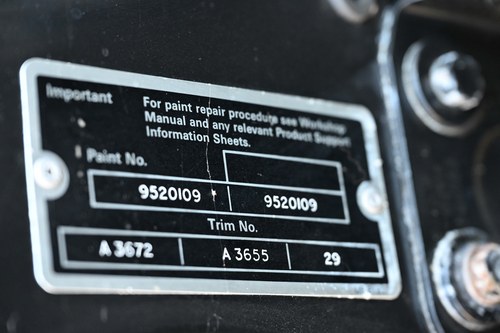 Important
For paint repair procedure see Workshop
Manual and any relevant Product Support
Information Sheets.
Paint No.
9520109 9520109
Trim No.
A 3672 A 3655 29